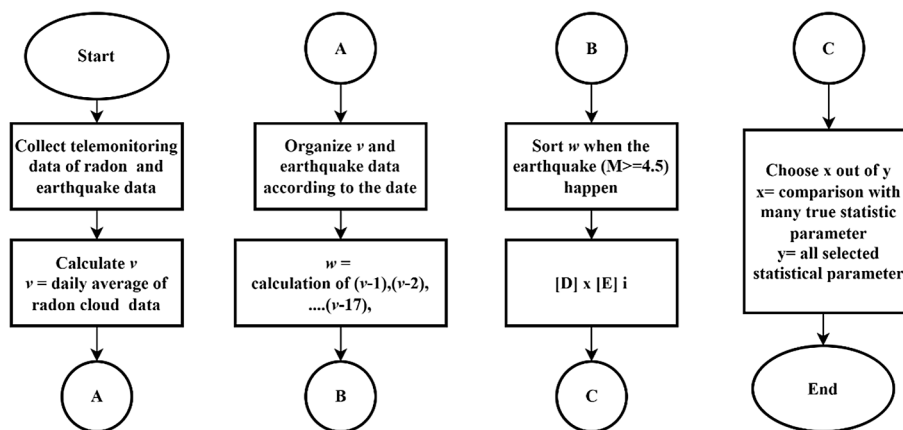 Start
Collect telemonitoring
data of radon and
earthquake data
Calculate v
v = daily average of
radon cloud data
A
A
Organize v and
earthquake data
according to the date
w =
calculation of (v-1),(v-2),
....(v-17),
B
B
Sort w when the
earthquake (M>=4.5)
happen
[D] x [E] i
C
C
Choose x out of y
x= comparison with
many true statistic
parameter
y= all selected
statistical parameter
End